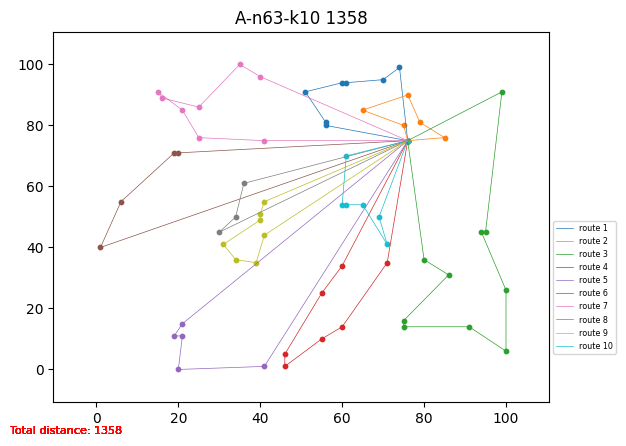 A-n63-k10 1358
100
80
60
40
20
0
0 20 40 60 80 100
route 1
route 2
route 3
route 4
route 5
route 6
route 7
route 8
route 9
route 10
Total distance: 1358